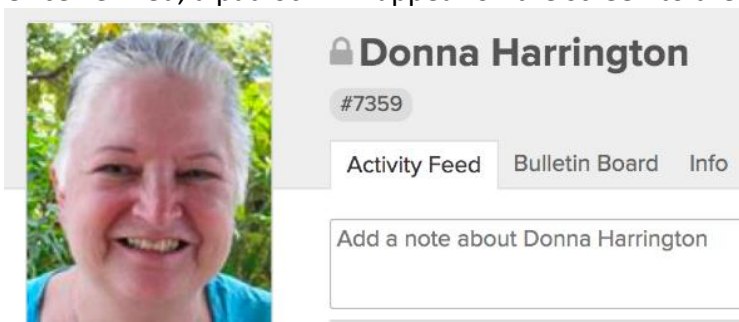 Donna Harrington
#7359
Activity Feed Bulletin Board Info
Add a note about Donna Harrington